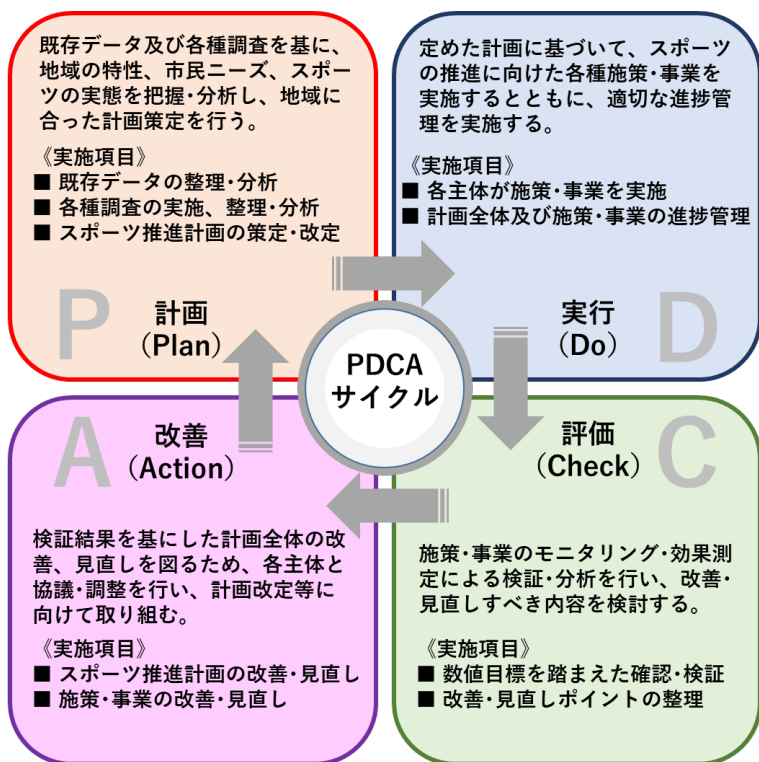 既存データ及び各種調査を基に、
地域の特性、市民ニーズ、スポー
ツの実態を把握・分析し、地域に
合った計画策定を行う。
《実施項目》
■ 既存データの整理・分析
■ 各種調査の実施、整理・分析
■ スポーツ推進計画の策定・改定
P
計画
（Plan）
定めた計画に基づいて、スポーツ
の推進に向けた各種施策・事業を
実施するとともに、適切な進捗管
理を実施する。
《実施項目》
■ 各主体が施策・事業を実施
■ 計画全体及び施策・事業の進捗管理
実行
（Do）
D
PDCA
サイクル
A
改善
（Action）
検証結果を基にした計画全体の改
善、見直しを図るため、各主体と
協議・調整を行い、計画改定等に
向けて取り組む。
《実施項目》
■ スポーツ推進計画の改善・見直し
■ 施策・事業の改善・見直し
評価
（Check）
C
施策・事業のモニタリング・効果測
定による検証・分析を行い、改善・
見直しすべき内容を検討する。
《実施項目》
■ 数値目標を踏まえた確認・検証
■ 改善・見直しポイントの整理